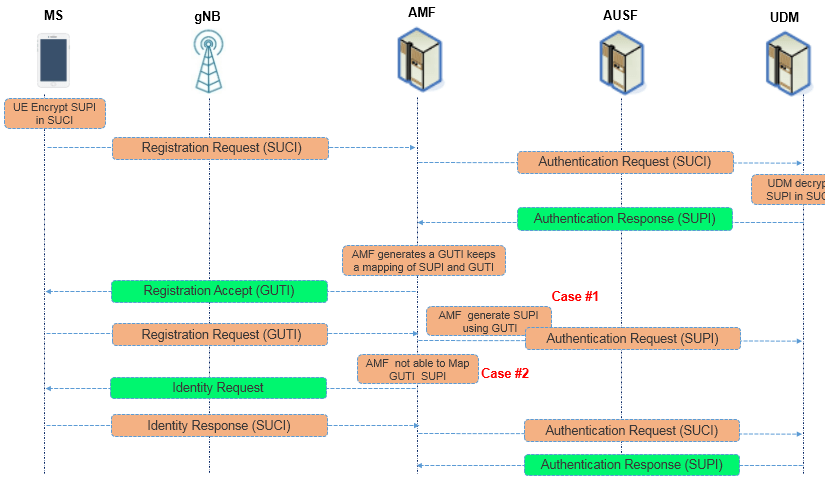 MS
gNB
AMF
AUSF
UDM
UE Encrypt SUPI
in SUCI
Registration Request (SUCI)
Authentication Request (SUCI)
UDM decryp
SUPI in SUC
Authentication Response (SUPI)
AMF generates a GUTI keeps
a mapping of SUPI and GUTI
Registration Accept (GUTI)
Case #1
AMF generate SUPI
using GUTI
Registration Request (GUTI)
Authentication Request (SUPI)
AMF not able to Map
GUTI SUPI
Case #2
Identity Request
Identity Response (SUCI)
Authentication Request (SUCI)
Authentication Response (SUPI)